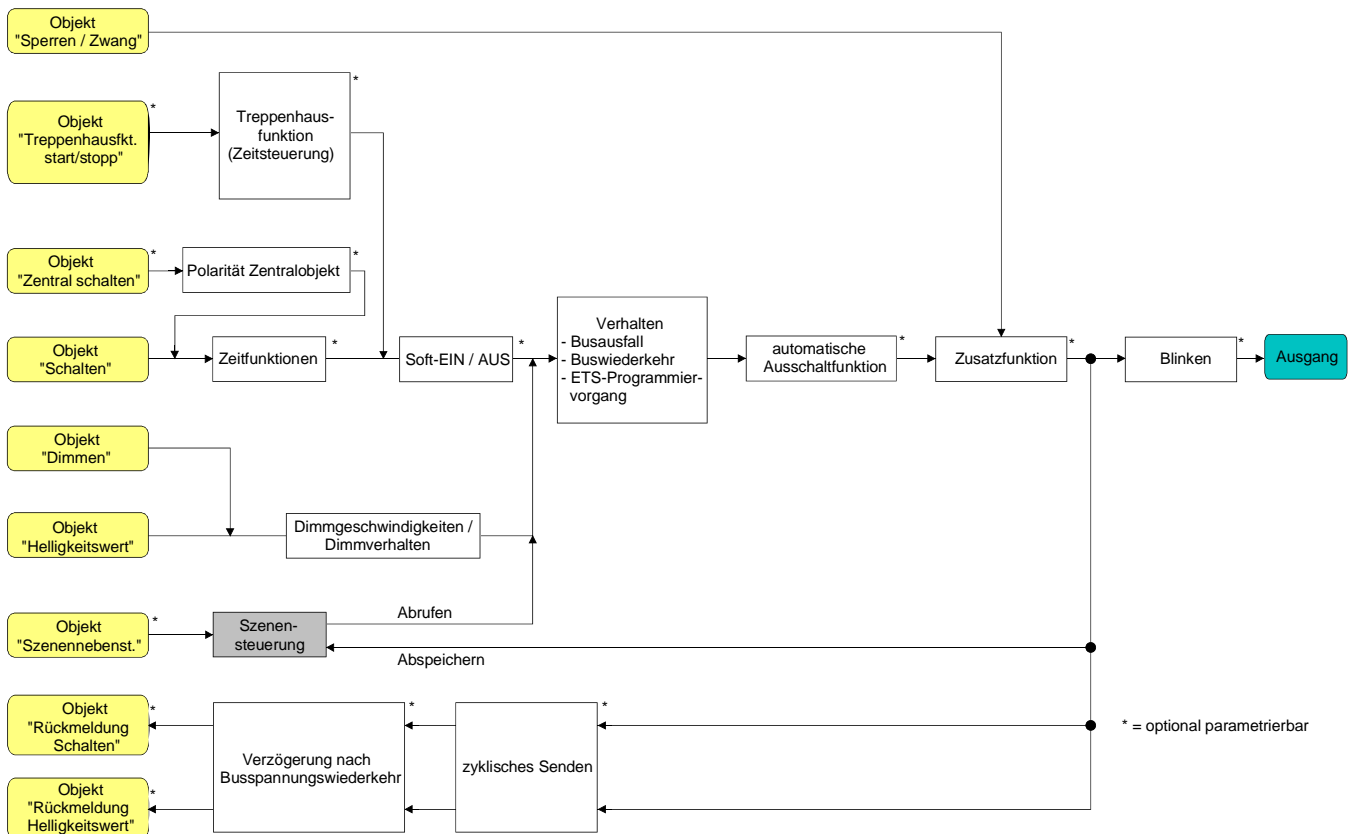 Objekt
"Sperren / Zwang"
*
Objekt
"Treppenhausfkt.
start/stopp"
*
Treppenhaus-
funktion
(Zeitsteuerung)
*
Objekt
"Zentral schalten"
*
Polarität Zentralobjekt
*
Objekt
"Schalten"
Zeitfunktionen
*
Soft-EIN / AUS
*
Verhalten
- Busausfall
- Buswiederkehr
- ETS-Programmier-
vorgang
automatische
Ausschaltfunktion
*
Zusatzfunktion
*
Blinken
*
Ausgang
Objekt
"Dimmen"
Objekt
"Helligkeitswert"
Dimmgeschwindigkeiten /
Dimmverhalten
Objekt
"Szenennebenst."
*
Szenen-
steuerung
Abrufen
Abspeichern
Objekt
"Rückmeldung
Schalten"
*
Objekt
"Rückmeldung
Helligkeitswert"
*
Verzögerung nach
Busspannungswiederkehr
*
zyklisches Senden
*
* = optional parametrierbar